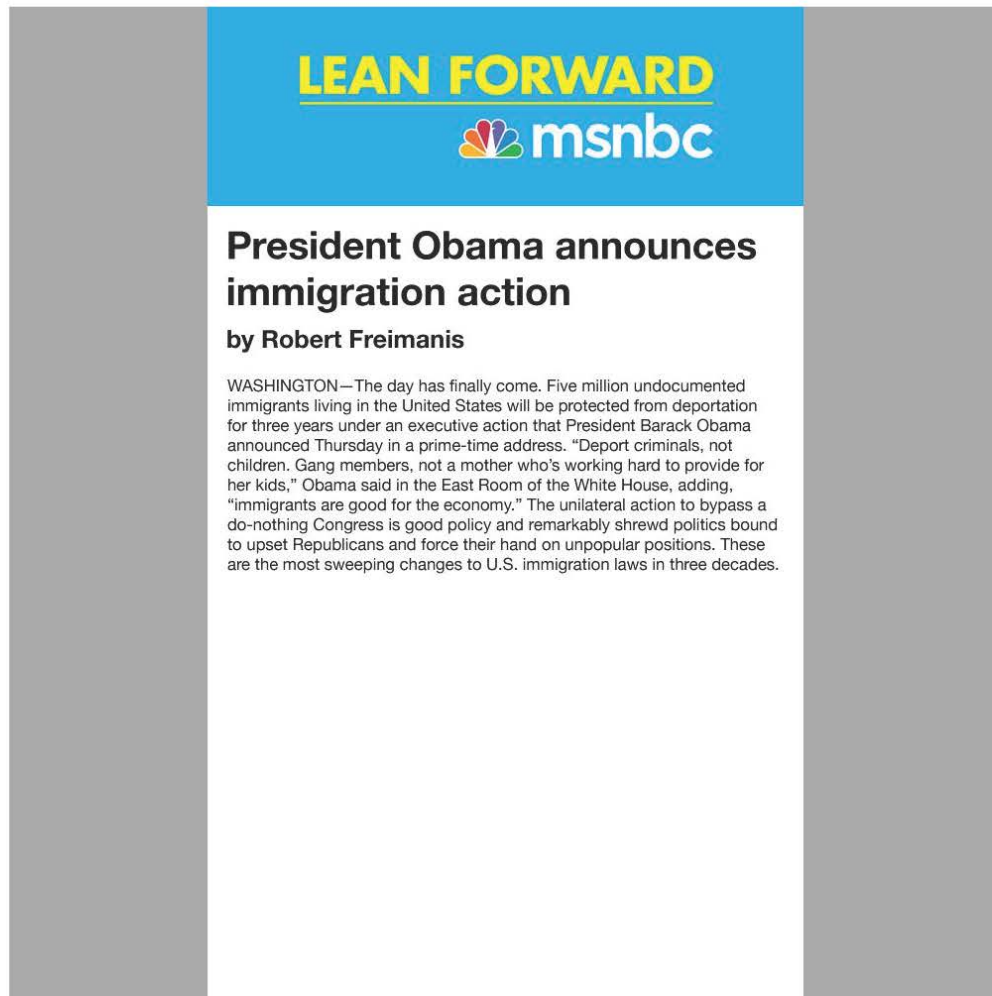 LEAN FORWARD
msnbc
President Obama announces
immigration action
by Robert Freimanis
WASHINGTON—The day has finally come. Five million undocumented
immigrants living in the United States will be protected from deportation
for three years under an executive action that President Barack Obama
announced Thursday in a prime-time address. “Deport criminals, not
children. Gang members, not a mother who’s working hard to provide for
her kids,” Obama said in the East Room of the White House, adding,
“immigrants are good for the economy.” The unilateral action to bypass a
do-nothing Congress is good policy and remarkably shrewd politics bound
to upset Republicans and force their hand on unpopular positions. These
are the most sweeping changes to U.S. immigration laws in three decades.